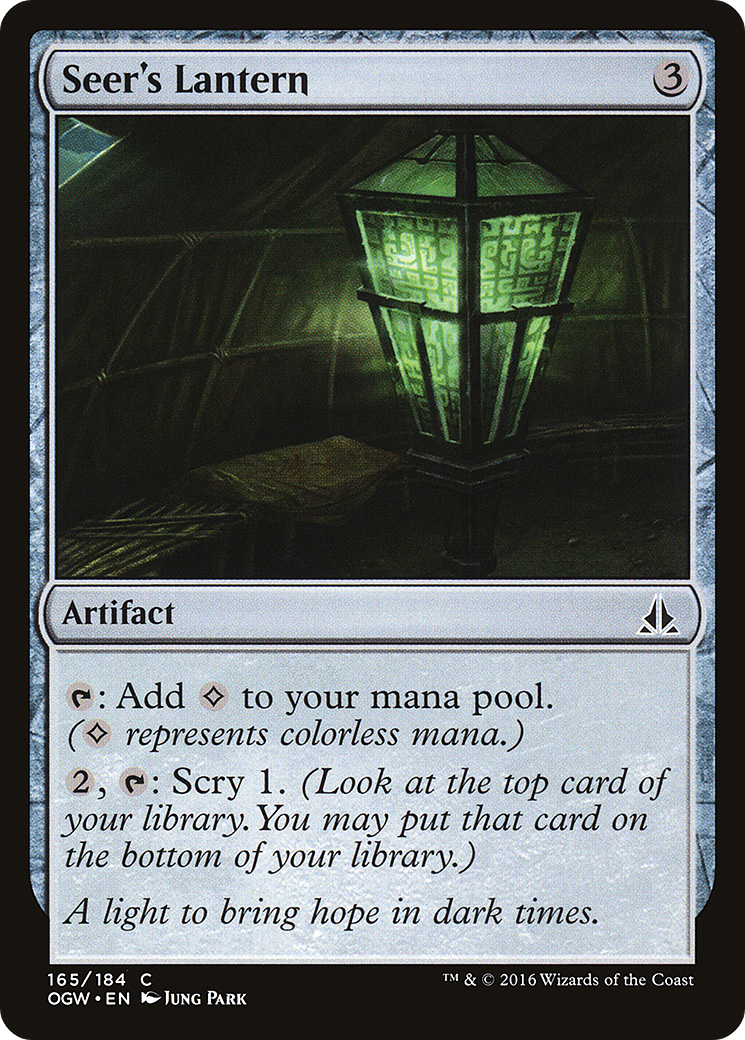 Seer's Lantern 3
Artifact
: Add to your mana pool.
( represents colorless mana.)
2, : Scry 1. (Look at the top card of
your library. You may put that card on
the bottom of your library.)
A light to bring hope in dark times.
165/184 C
OGW • EN Jung Park
™ & © 2016 Wizards of the Coast